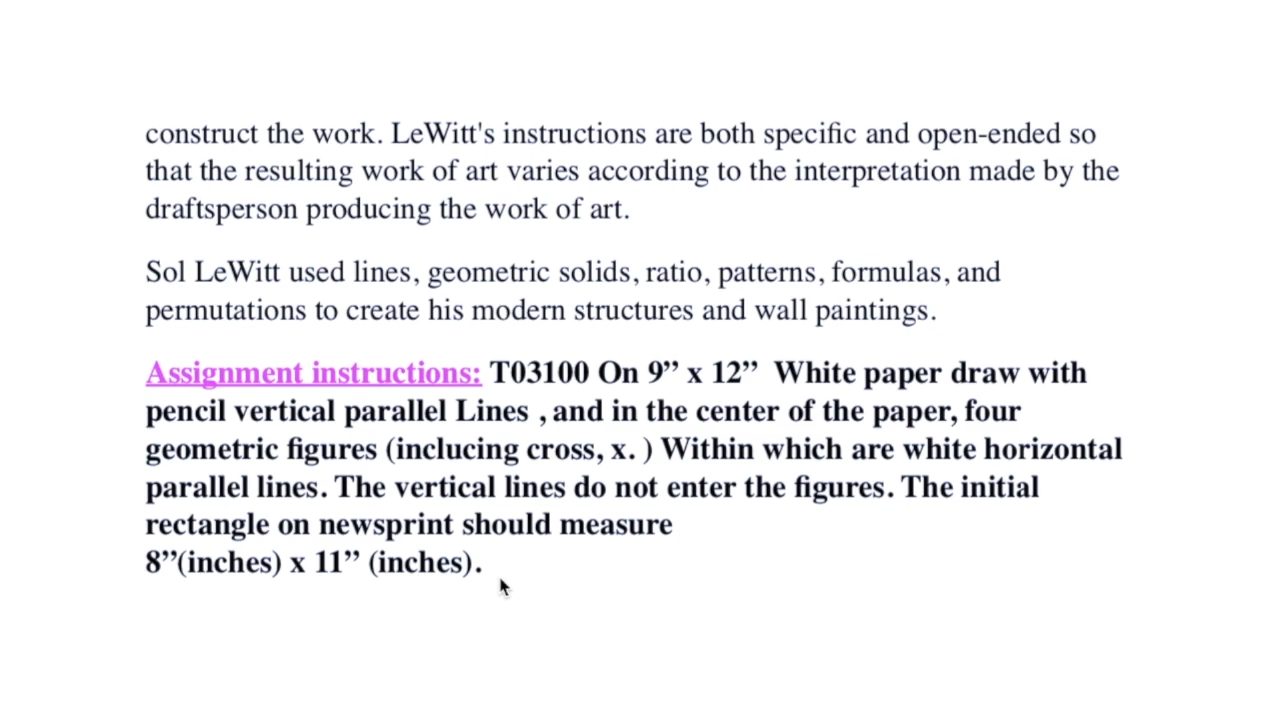 construct the work. LeWitt's instructions are both specific and open-ended so
that the resulting work of art varies according to the interpretation made by the
draftsperson producing the work of art.
Sol LeWitt used lines, geometric solids, ratio, patterns, formulas, and
permutations to create his modern structures and wall paintings.
Assignment instructions: T03100 On 9” x 12”  White paper draw with
pencil vertical parallel Lines , and in the center of the paper, four
geometric figures (inclucing cross, x. ) Within which are white horizontal
parallel lines. The vertical lines do not enter the figures. The initial
rectangle on newsprint should measure
8”(inches) x 11” (inches).